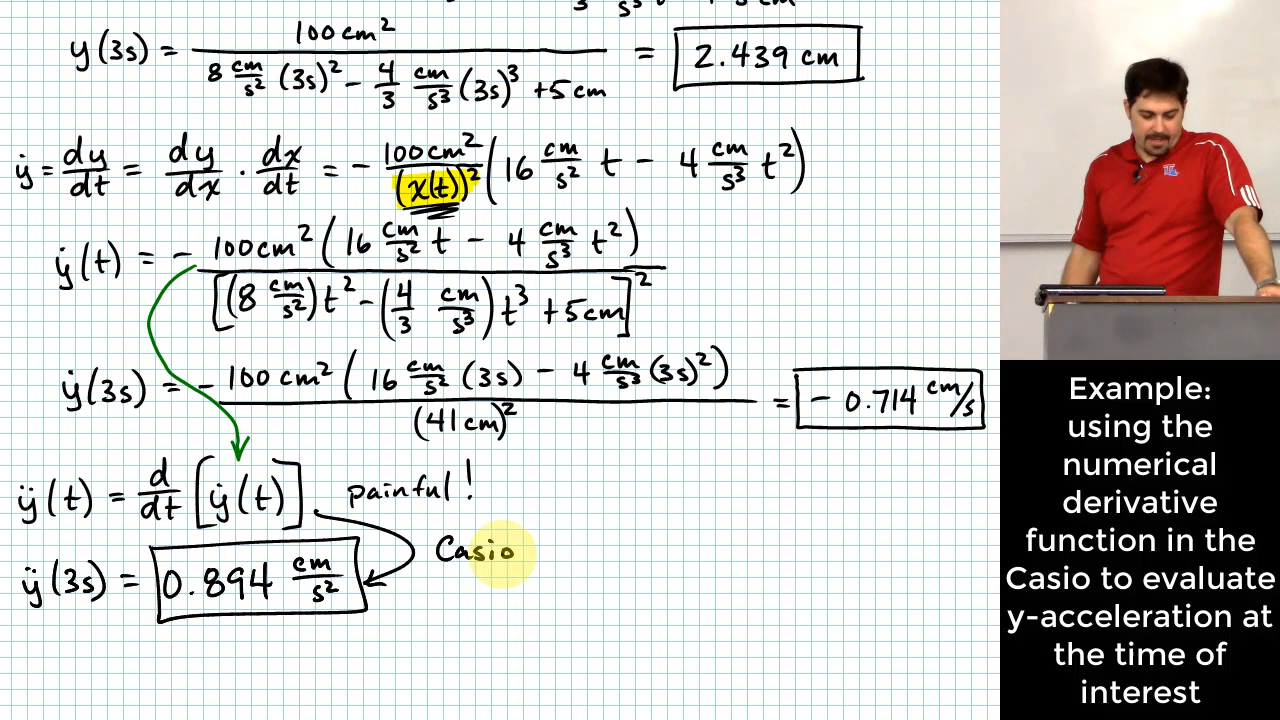 y(3s) = 100 cm² / (8 cm/s² (3s)² − 4/3 cm/s³ (3s)³ + 5 cm) = 2.439 cm
ẏ = dy/dt = dy/dx · dx/dt = − 100 cm² / (x(t))² (16 cm/s² t − 4 cm/s³ t²)
ẏ(t) = − 100 cm² (16 cm/s² t − 4 cm/s³ t²) / [(8 cm/s²) t² − (4/3 cm/s³) t³ + 5 cm]²
ẏ(3s) = − 100 cm² (16 cm/s² (3s) − 4 cm/s³ (3s)²) / (41 cm)² = − 0.714 cm/s
ÿ(t) = d/dt [ẏ(t)] painful!
Casio
ÿ(3s) = 0.894 cm/s²
Example:
using the
numerical
derivative
function in the
Casio to evaluate
y-acceleration at
the time of
interest